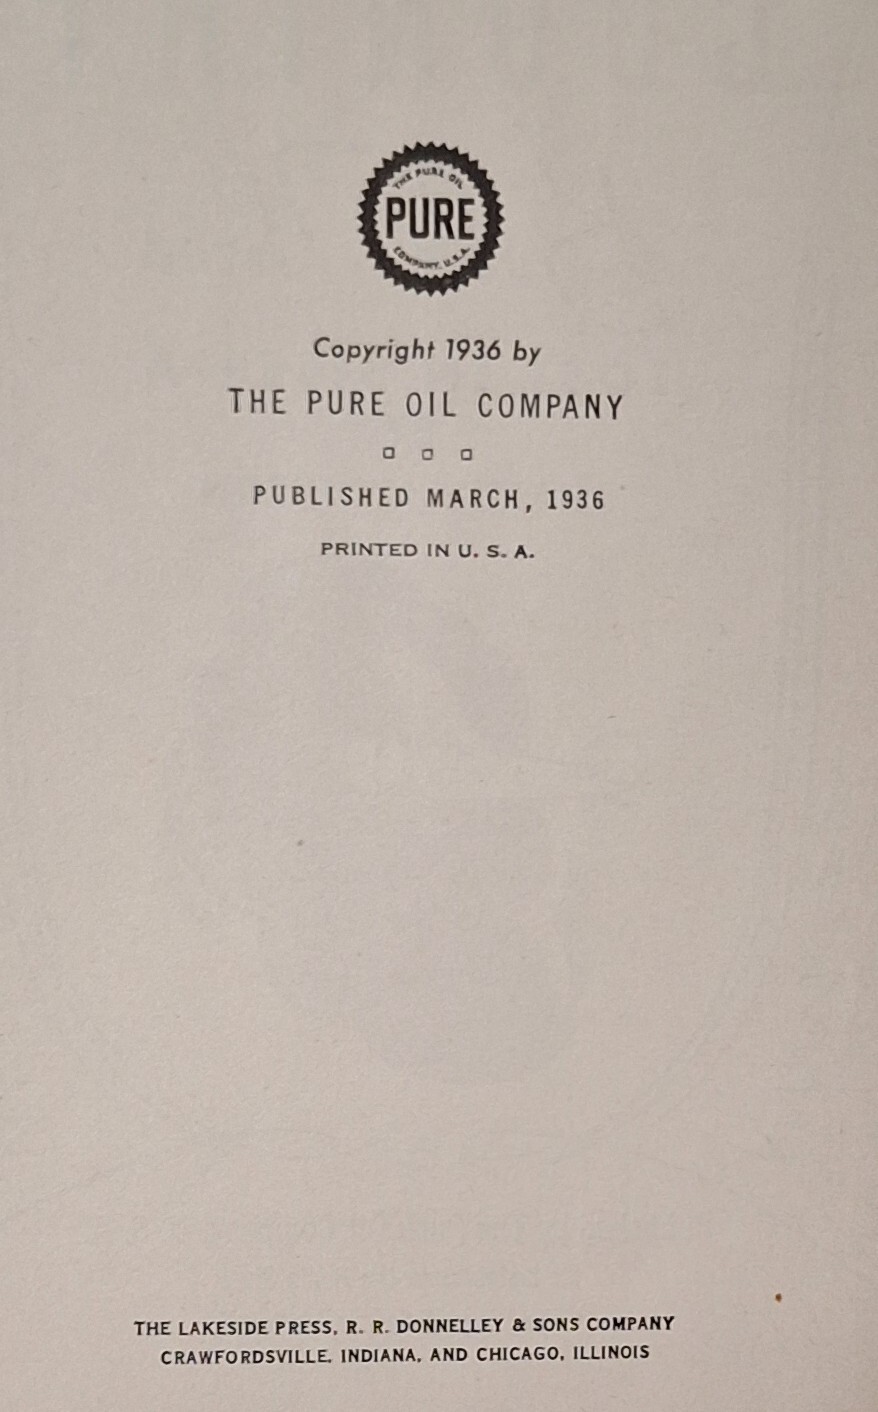 THE PURE OIL
PURE
COMPANY, U.S.A.
Copyright 1936 by
THE PURE OIL COMPANY
PUBLISHED MARCH, 1936
PRINTED IN U. S. A.
THE LAKESIDE PRESS, R. R. DONNELLEY & SONS COMPANY
CRAWFORDSVILLE, INDIANA, AND CHICAGO, ILLINOIS